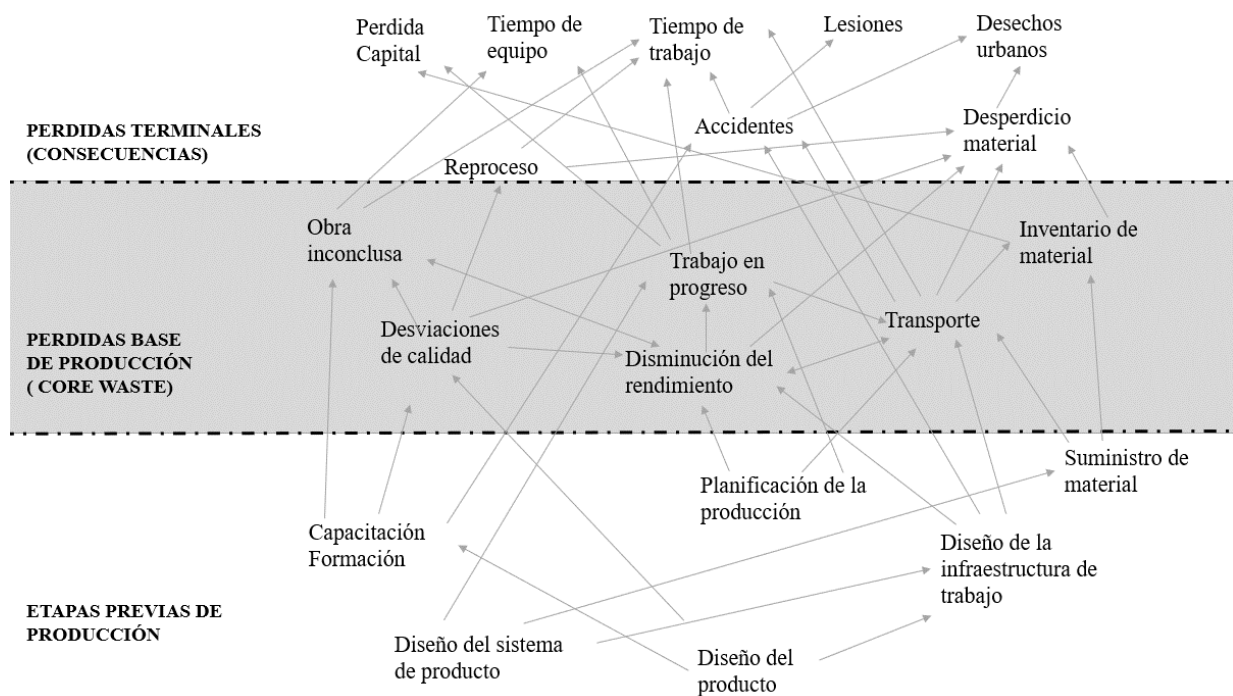 Perdida
Capital
Tiempo de
equipo
Tiempo de
trabajo
Lesiones
Desechos
urbanos
PERDIDAS TERMINALES
(CONSECUENCIAS)
Accidentes
Desperdicio
material
Reproceso
Obra
inconclusa
Trabajo en
progreso
Inventario de
material
PERDIDAS BASE
DE PRODUCCIÓN
( CORE WASTE)
Desviaciones
de calidad
Disminución del
rendimiento
Transporte
Suministro de
material
Planificación de la
producción
Capacitación
Formación
Diseño de la
infraestructura de
trabajo
ETAPAS PREVIAS DE
PRODUCCIÓN
Diseño del sistema
de producto
Diseño del
producto